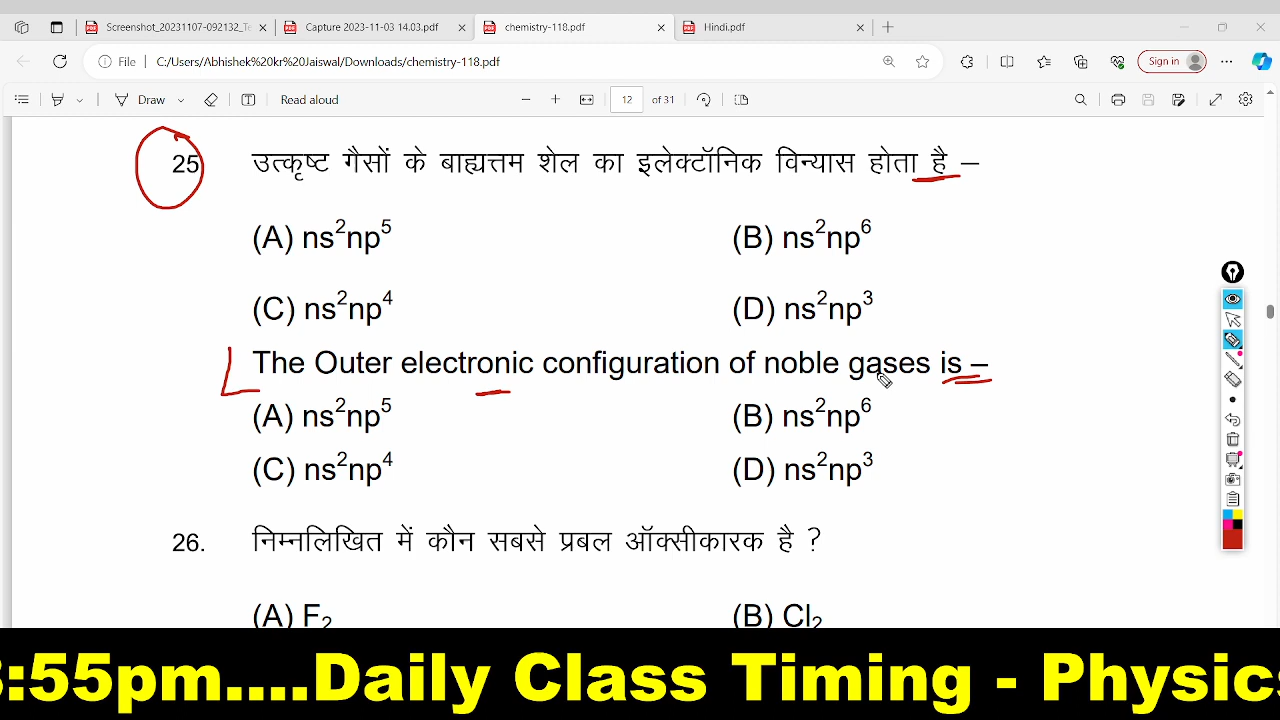 Screenshot_20231107-092132_Te
Capture 2023-11-03 14.03.pdf
chemistry-118.pdf
Hindi.pdf
File
C:/Users/Abhishek%20kr%20Jaiswal/Downloads/chemistry-118.pdf
Sign in
Draw
Read aloud
12 of 31
25 उत्कृष्ट गैसों के बाह्यत्तम शेल का इलेक्टॉनिक विन्यास होता है –
(A) ns²np⁵ (B) ns²np⁶
(C) ns²np⁴ (D) ns²np³
The Outer electronic configuration of noble gases is –
(A) ns²np⁵ (B) ns²np⁶
(C) ns²np⁴ (D) ns²np³
26. निम्नलिखित में कौन सबसे प्रबल ऑक्सीकारक है ?
(A) F₂ (B) Cl₂
:55pm....Daily Class Timing - Physics